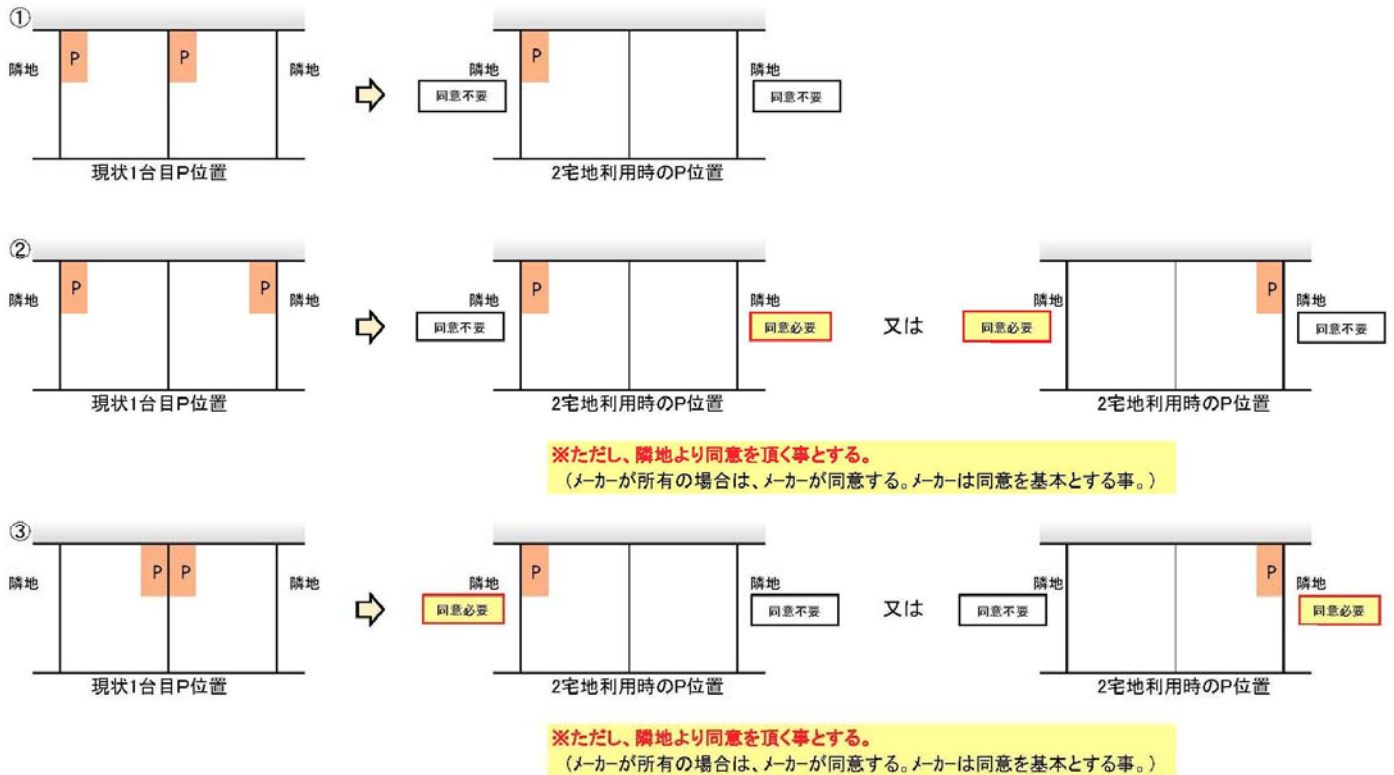 ①
隣地 P P 隣地
現状1台目P位置
隣地 P 隣地
同意不要 同意不要
2宅地利用時のP位置
②
隣地 P P 隣地
現状1台目P位置
隣地 P 隣地
同意不要 同意必要
2宅地利用時のP位置
又は
隣地 P 隣地
同意必要 同意不要
2宅地利用時のP位置
※ただし、隣地より同意を頂く事とする。
（メーカーが所有の場合は、メーカーが同意する。メーカーは同意を基本とする事。）
③
隣地 P P 隣地
現状1台目P位置
隣地 P 隣地
同意必要 同意不要
2宅地利用時のP位置
又は
隣地 P 隣地
同意不要 同意必要
2宅地利用時のP位置
※ただし、隣地より同意を頂く事とする。
（メーカーが所有の場合は、メーカーが同意する。メーカーは同意を基本とする事。）